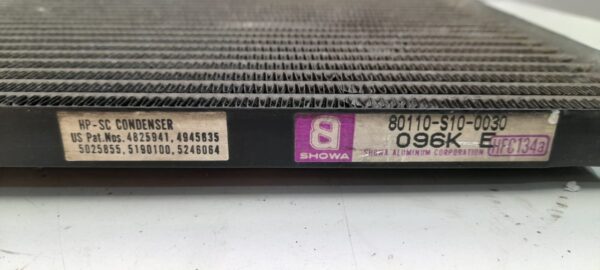 HP-SC CONDENSER
US Pat.Nos. 4825941, 4945635
5025855, 5190100, 5246064
8
SHOWA
80110-S10-0030
096K E
SHOWA ALUMINUM CORPORATION
HFC134a